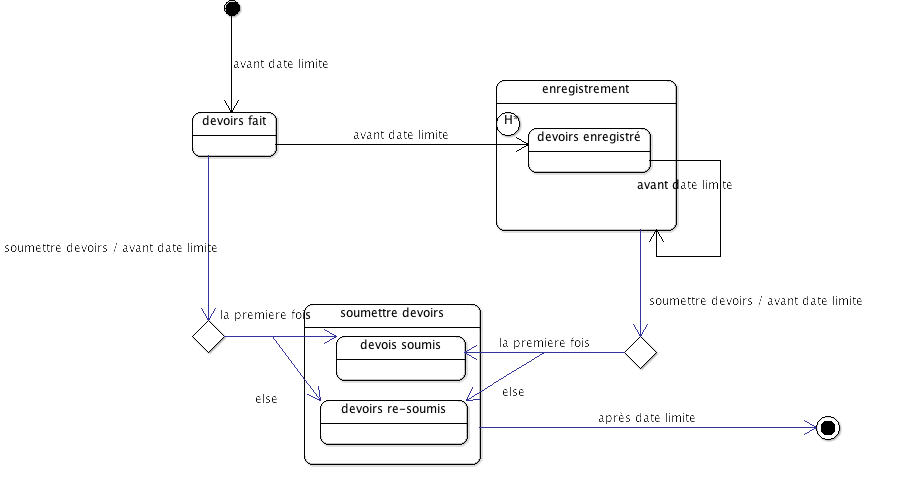 avant date limite
enregistrement
devoirs fait
H*
avant date limite
devoirs enregistré
avant date limite
soumettre devoirs / avant date limite
soumettre devoirs / avant date limite
la premiere fois
soumettre devoirs
devois soumis
la premiere fois
else
else
devoirs re-soumis
après date limite